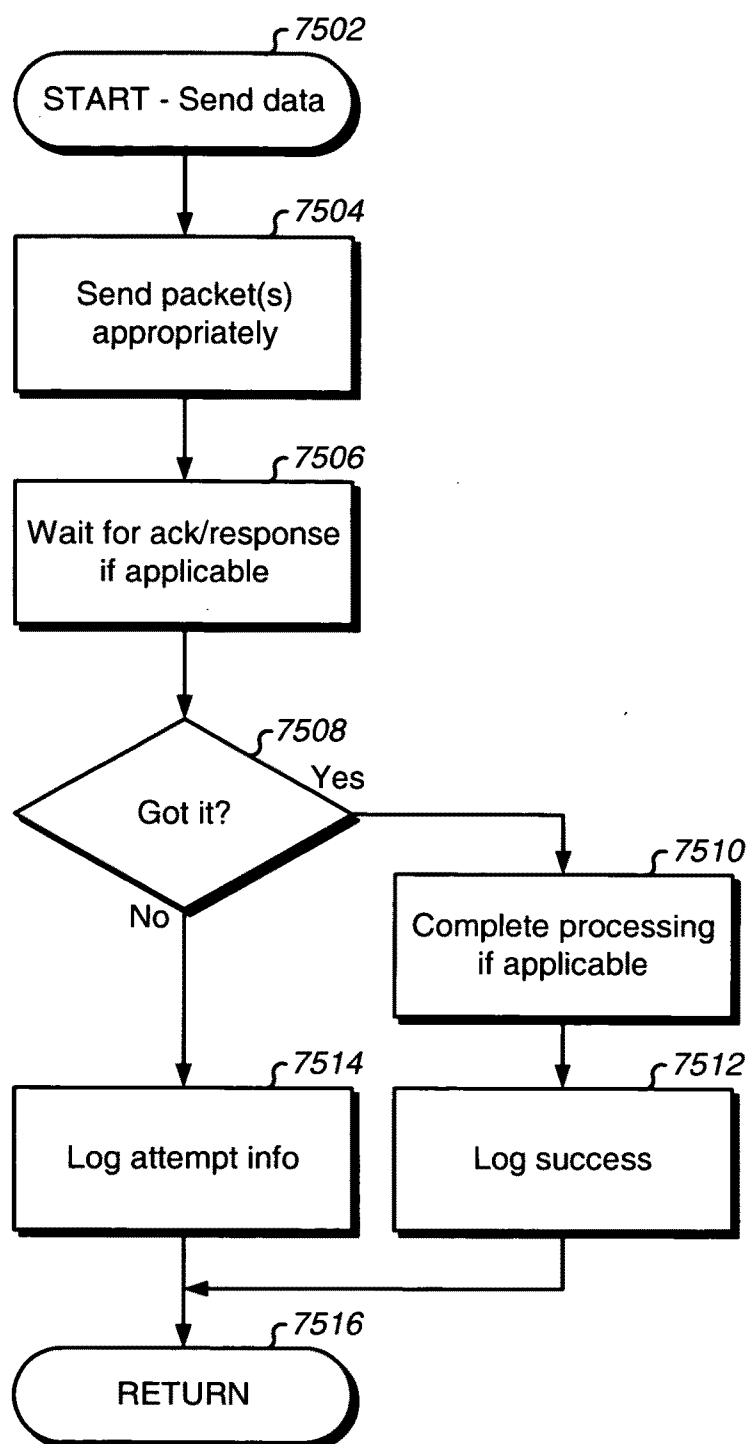 7502
START - Send data
7504
Send packet(s)
appropriately
7506
Wait for ack/response
if applicable
7508
Got it?
Yes
No
7510
Complete processing
if applicable
7514
Log attempt info
7512
Log success
7516
RETURN